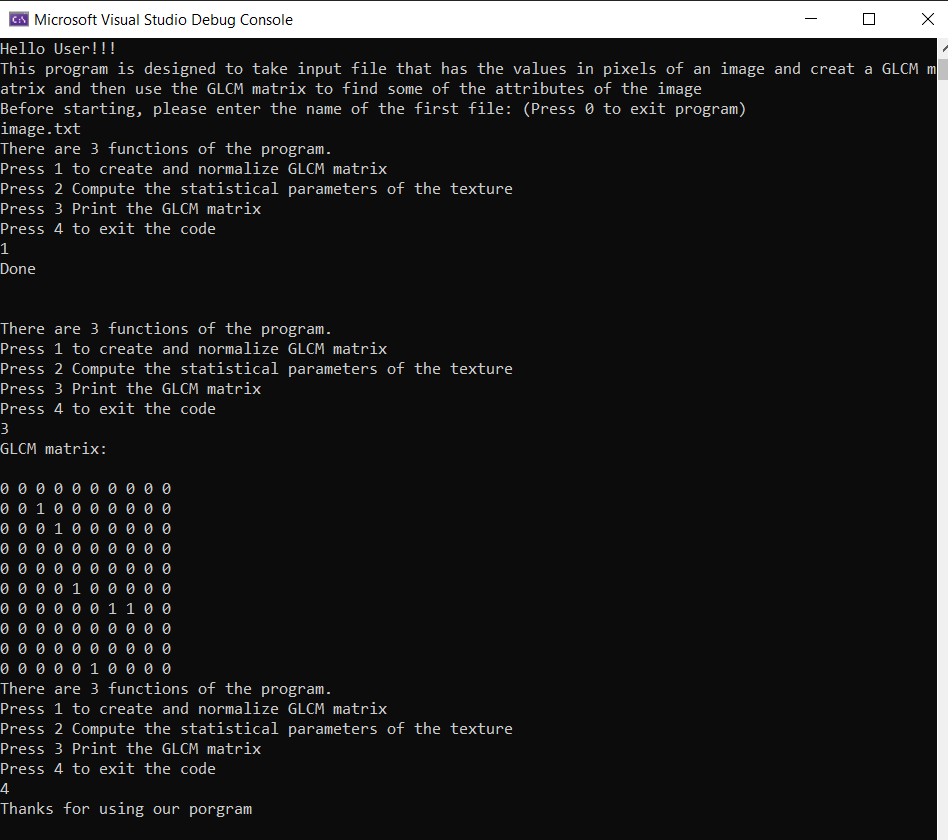 Microsoft Visual Studio Debug Console
Hello User!!!
This program is designed to take input file that has the values in pixels of an image and creat a GLCM m
atrix and then use the GLCM matrix to find some of the attributes of the image
Before starting, please enter the name of the first file: (Press 0 to exit program)
image.txt
There are 3 functions of the program.
Press 1 to create and normalize GLCM matrix
Press 2 Compute the statistical parameters of the texture
Press 3 Print the GLCM matrix
Press 4 to exit the code
1
Done
There are 3 functions of the program.
Press 1 to create and normalize GLCM matrix
Press 2 Compute the statistical parameters of the texture
Press 3 Print the GLCM matrix
Press 4 to exit the code
3
GLCM matrix:
0 0 0 0 0 0 0 0 0 0
0 0 1 0 0 0 0 0 0 0
0 0 0 1 0 0 0 0 0 0
0 0 0 0 0 0 0 0 0 0
0 0 0 0 0 0 0 0 0 0
0 0 0 0 1 0 0 0 0 0
0 0 0 0 0 0 1 1 0 0
0 0 0 0 0 0 0 0 0 0
0 0 0 0 0 0 0 0 0 0
0 0 0 0 0 1 0 0 0 0
There are 3 functions of the program.
Press 1 to create and normalize GLCM matrix
Press 2 Compute the statistical parameters of the texture
Press 3 Print the GLCM matrix
Press 4 to exit the code
4
Thanks for using our porgram